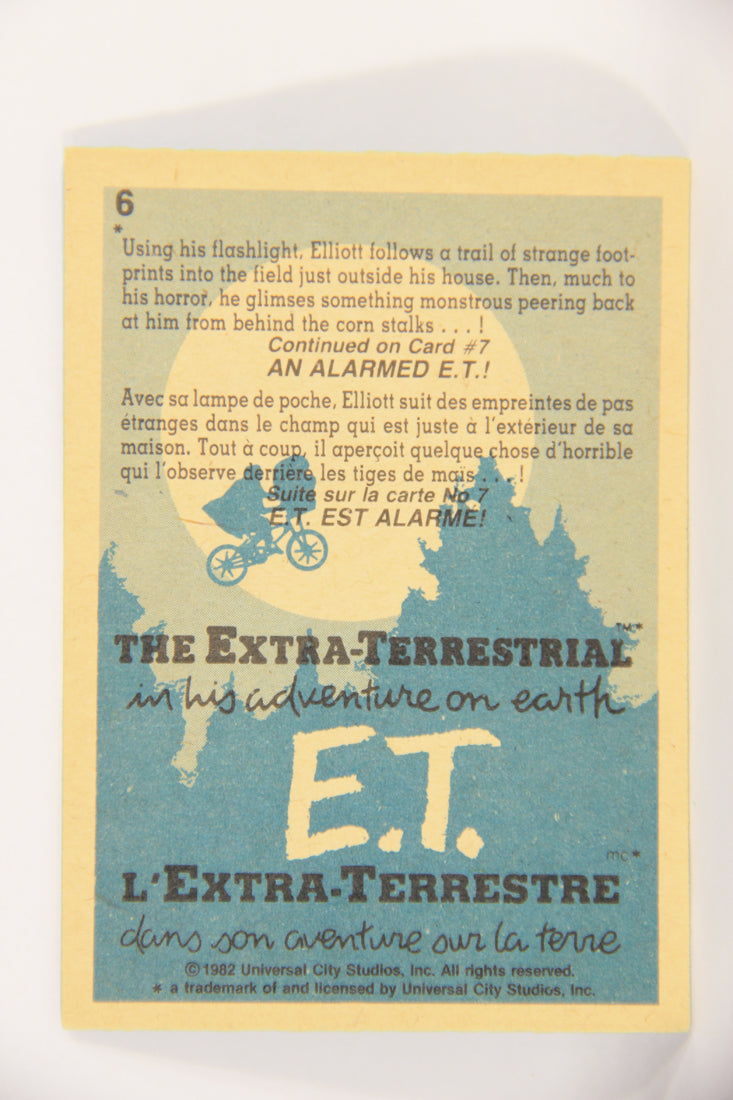 6
*
Using his flashlight, Elliott follows a trail of strange foot-
prints into the field just outside his house. Then, much to
his horror, he glimses something monstrous peering back
at him from behind the corn stalks . . . !
Continued on Card #7
AN ALARMED E.T.!
Avec sa lampe de poche, Elliott suit des empreintes de pas
étranges dans le champ qui est juste à l'extérieur de sa
maison. Tout à coup, il aperçoit quelque chose d'horrible
qui l'observe derrière les tiges de maïs . . . !
Suite sur la carte No 7
E.T. EST ALARMÉ!
THE EXTRA-TERRESTRIAL™*
in his adventure on earth
E.T.
mc*
L'EXTRA-TERRESTRE
dans son aventure sur la terre
©1982 Universal City Studios, Inc. All rights reserved.
* a trademark of and licensed by Universal City Studios, Inc.